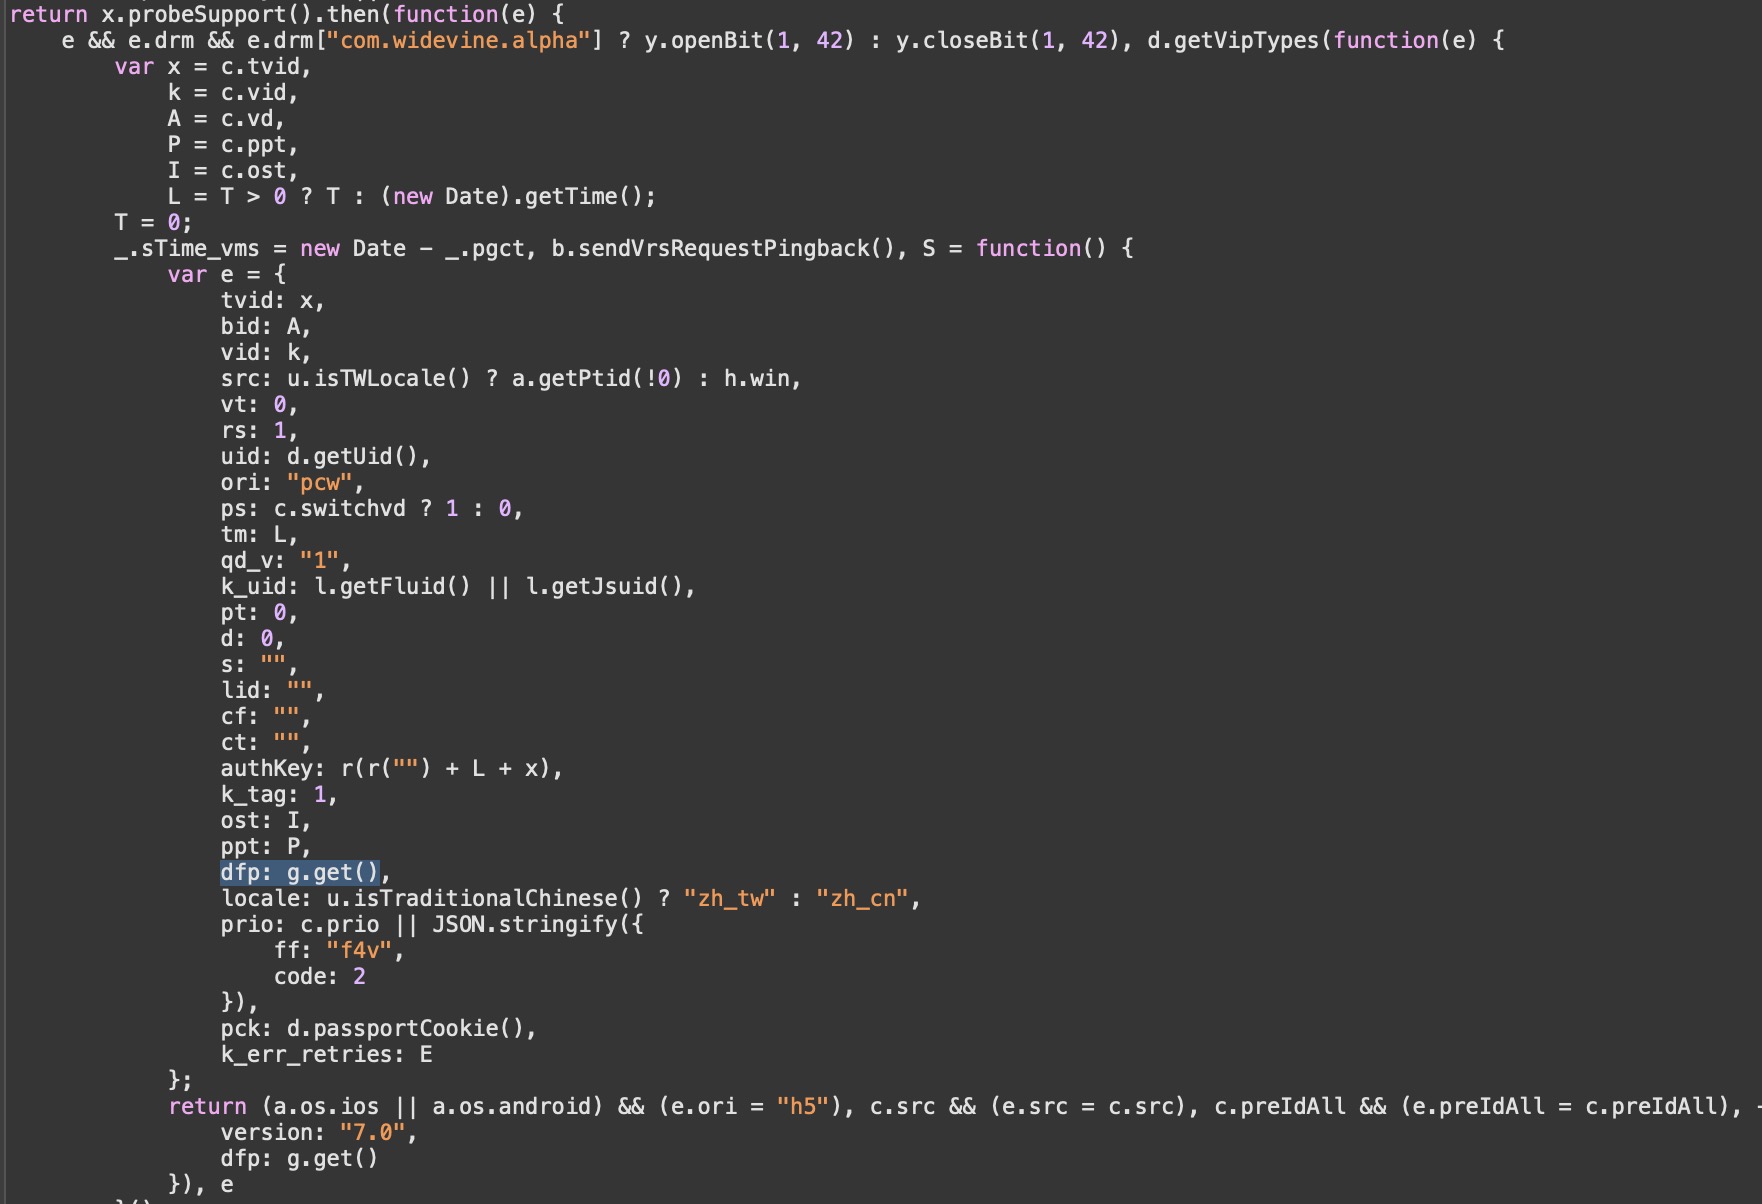 return x.probeSupport().then(function(e) {
    e && e.drm && e.drm["com.widevine.alpha"] ? y.openBit(1, 42) : y.closeBit(1, 42), d.getVipTypes(function(e) {
        var x = c.tvid,
            k = c.vid,
            A = c.vd,
            P = c.ppt,
            I = c.ost,
            L = T > 0 ? T : (new Date).getTime();
        T = 0;
        _.sTime_vms = new Date - _.pgct, b.sendVrsRequestPingback(), S = function() {
            var e = {
                tvid: x,
                bid: A,
                vid: k,
                src: u.isTWLocale() ? a.getPtid(!0) : h.win,
                vt: 0,
                rs: 1,
                uid: d.getUid(),
                ori: "pcw",
                ps: c.switchvd ? 1 : 0,
                tm: L,
                qd_v: "1",
                k_uid: l.getFluid() || l.getJsuid(),
                pt: 0,
                d: 0,
                s: "",
                lid: "",
                cf: "",
                ct: "",
                authKey: r(r("") + L + x),
                k_tag: 1,
                ost: I,
                ppt: P,
                dfp: g.get(),
                locale: u.isTraditionalChinese() ? "zh_tw" : "zh_cn",
                prio: c.prio || JSON.stringify({
                    ff: "f4v",
                    code: 2
                }),
                pck: d.passportCookie(),
                k_err_retries: E
            };
            return (a.os.ios || a.os.android) && (e.ori = "h5"), c.src && (e.src = c.src), c.preIdAll && (e.preIdAll = c.preIdAll),
                version: "7.0",
                dfp: g.get()
            }), e